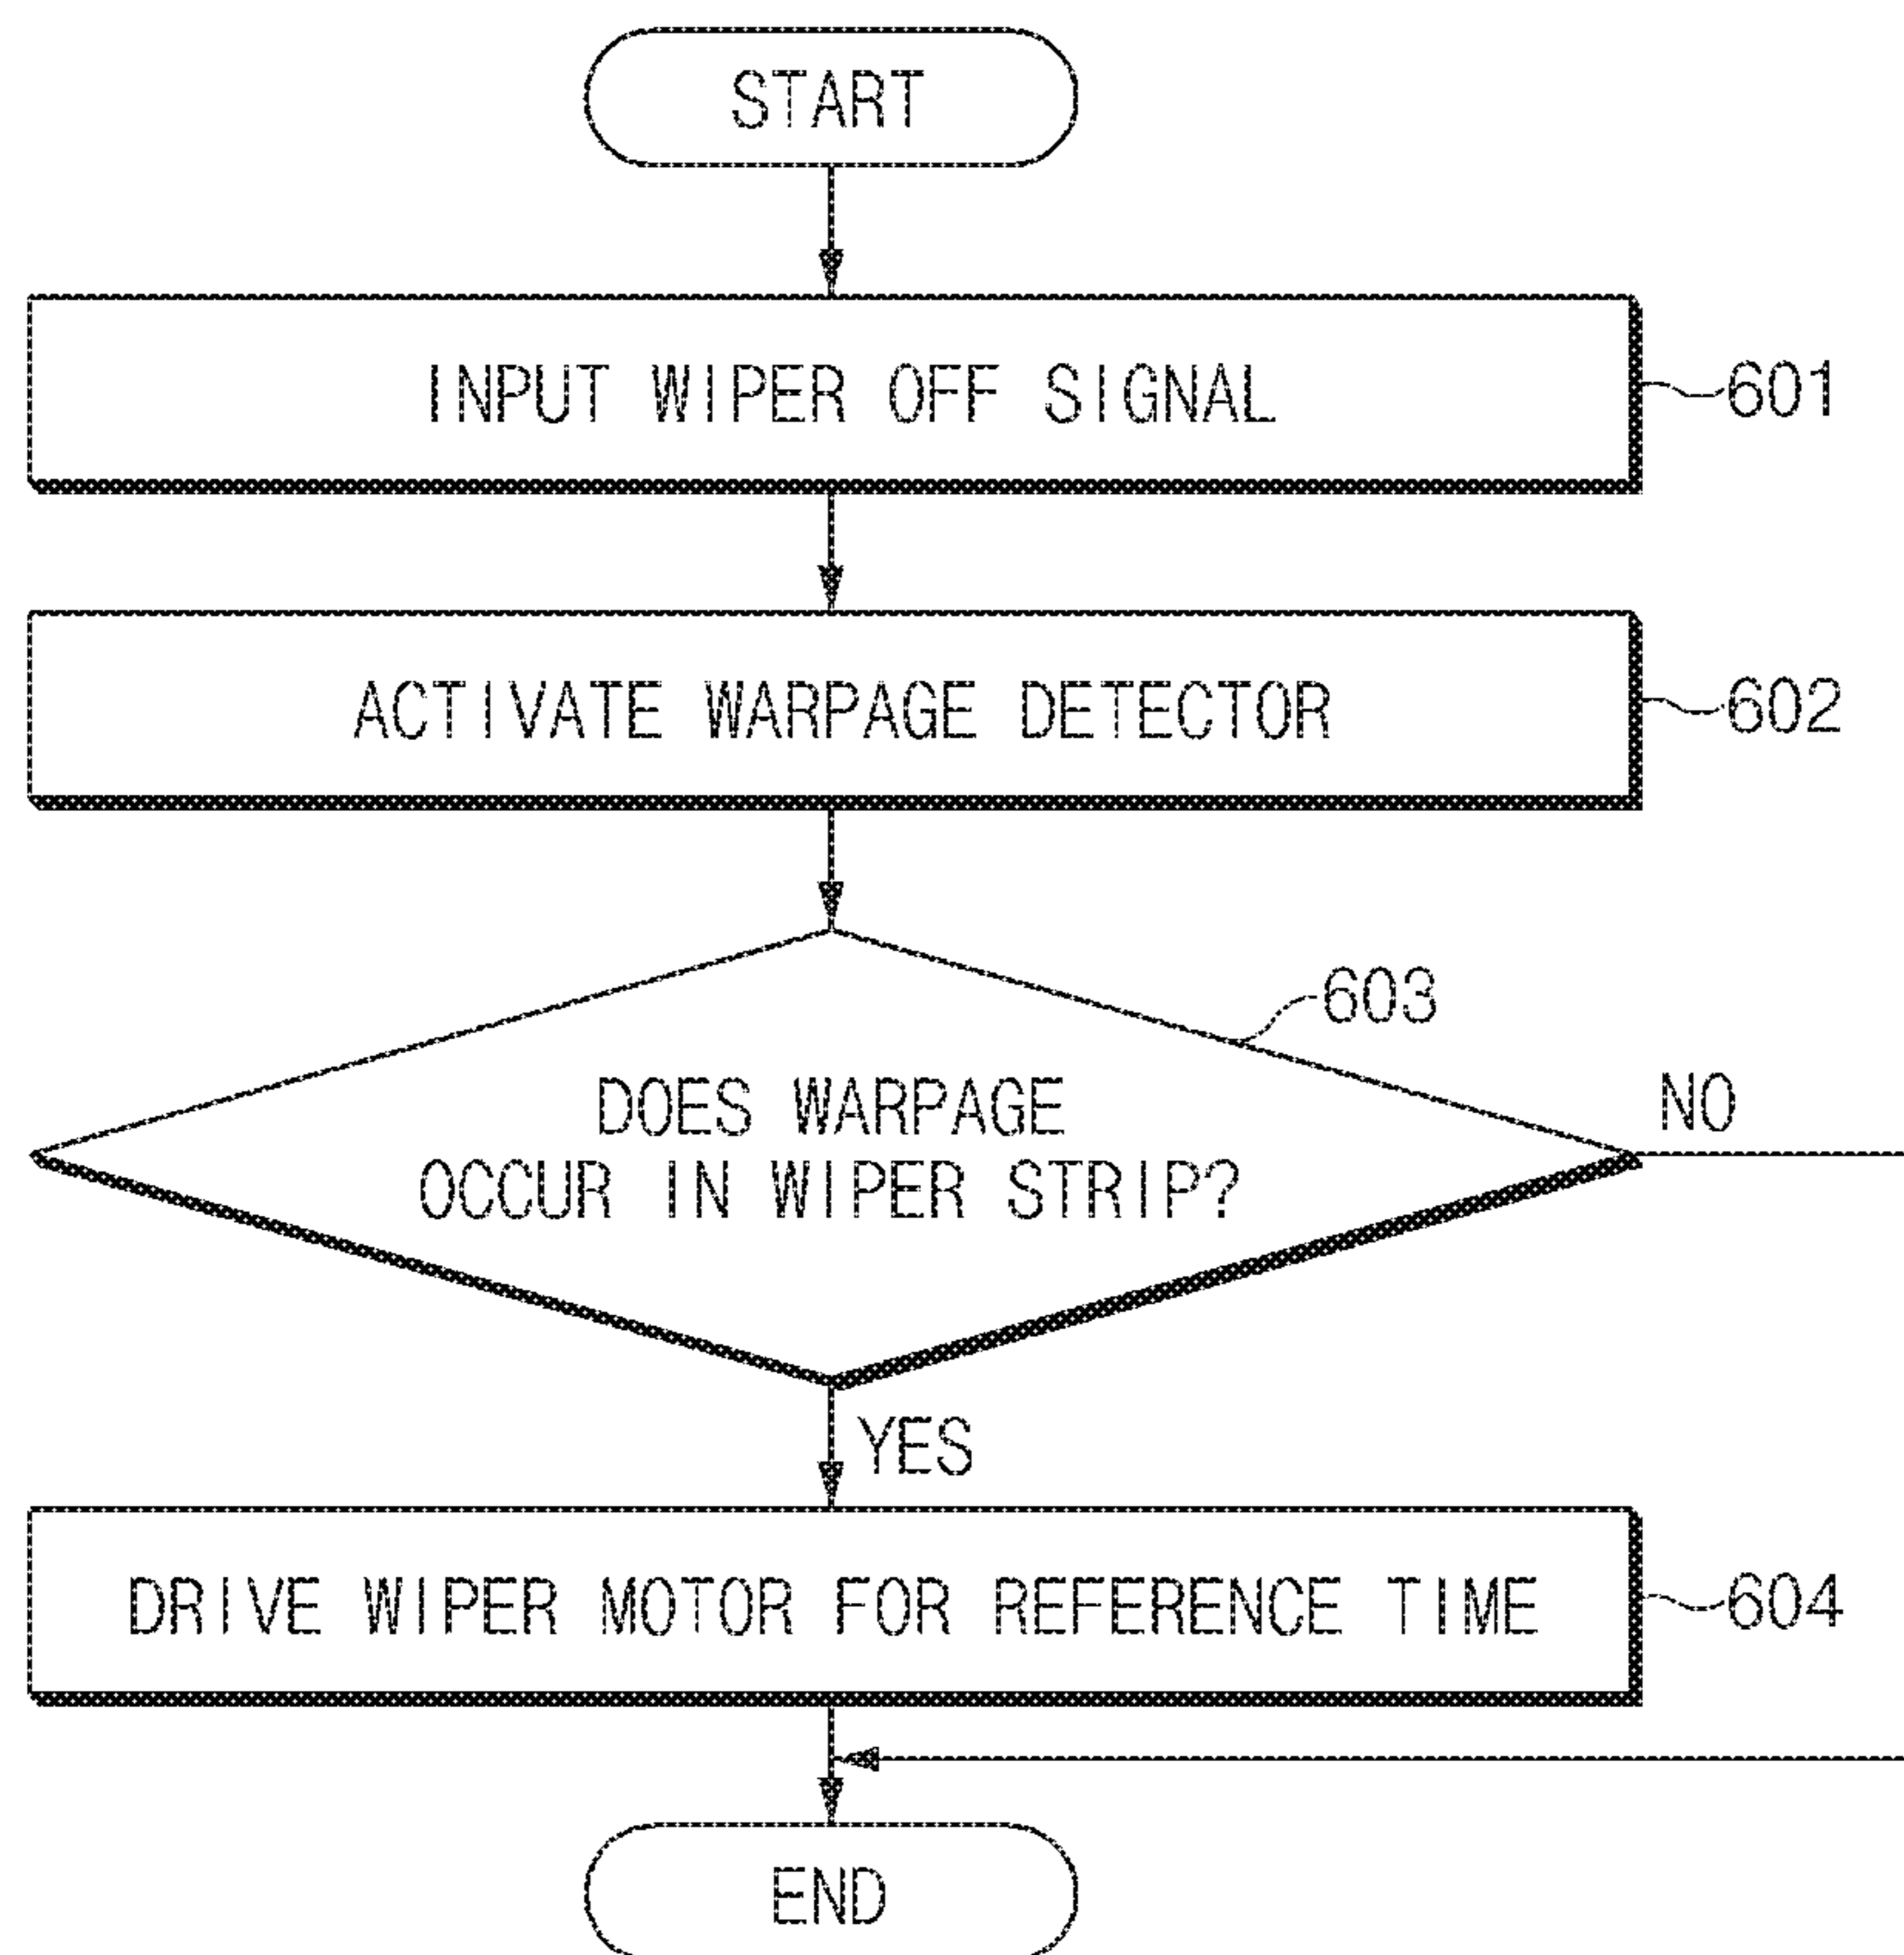 START
INPUT WIPER OFF SIGNAL
601
ACTIVATE WARPAGE DETECTOR
602
603
DOES WARPAGE
OCCUR IN WIPER STRIP?
NO
YES
DRIVE WIPER MOTOR FOR REFERENCE TIME
604
END